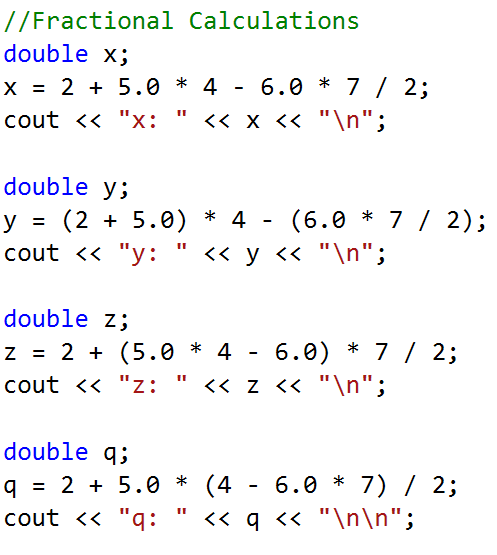 //Fractional Calculations
double x;
x = 2 + 5.0 * 4 - 6.0 * 7 / 2;
cout << "x: " << x << "\n";

double y;
y = (2 + 5.0) * 4 - (6.0 * 7 / 2);
cout << "y: " << y << "\n";

double z;
z = 2 + (5.0 * 4 - 6.0) * 7 / 2;
cout << "z: " << z << "\n";

double q;
q = 2 + 5.0 * (4 - 6.0 * 7) / 2;
cout << "q: " << q << "\n\n";